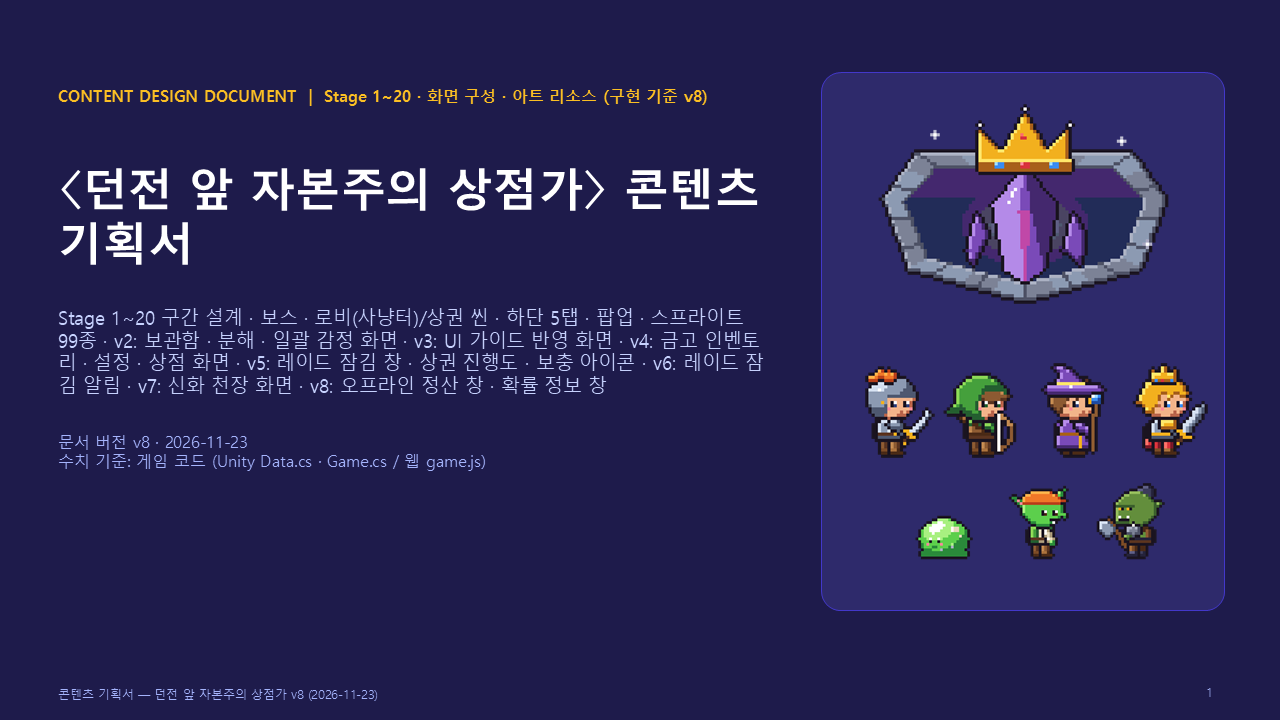 CONTENT DESIGN DOCUMENT | Stage 1~20 · 화면 구성 · 아트 리소스 (구현 기준 v8)
〈던전 앞 자본주의 상점가〉 콘텐츠
기획서
Stage 1~20 구간 설계 · 보스 · 로비(사냥터)/상권 씬 · 하단 5탭 · 팝업 · 스프라이트
99종 · v2: 보관함 · 분해 · 일괄 감정 화면 · v3: UI 가이드 반영 화면 · v4: 금고 인벤토
리 · 설정 · 상점 화면 · v5: 레이드 잠김 창 · 상권 진행도 · 보충 아이콘 · v6: 레이드 잠
김 알림 · v7: 신화 천장 화면 · v8: 오프라인 정산 창 · 확률 정보 창
문서 버전 v8 · 2026-11-23
수치 기준: 게임 코드 (Unity Data.cs · Game.cs / 웹 game.js)
콘텐츠 기획서 — 던전 앞 자본주의 상점가 v8 (2026-11-23)
1